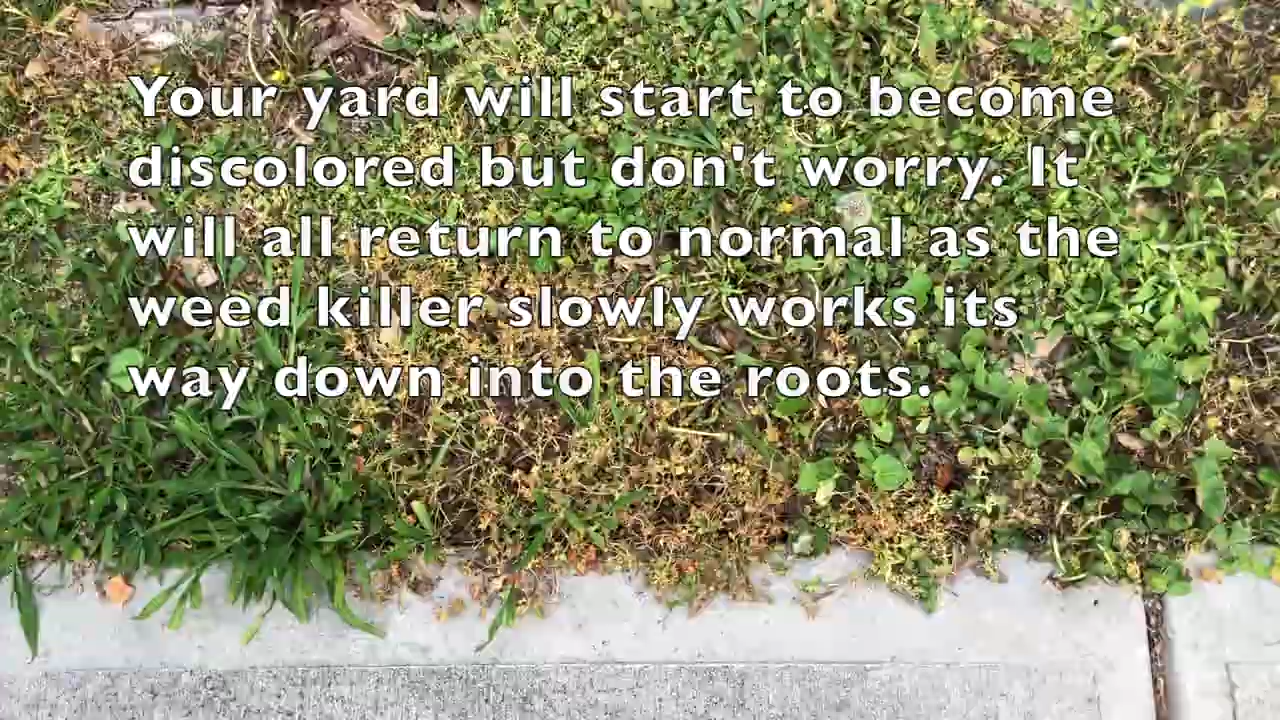 Your yard will start to become
discolored but don't worry. It
will all return to normal as the
weed killer slowly works its
way down into the roots.